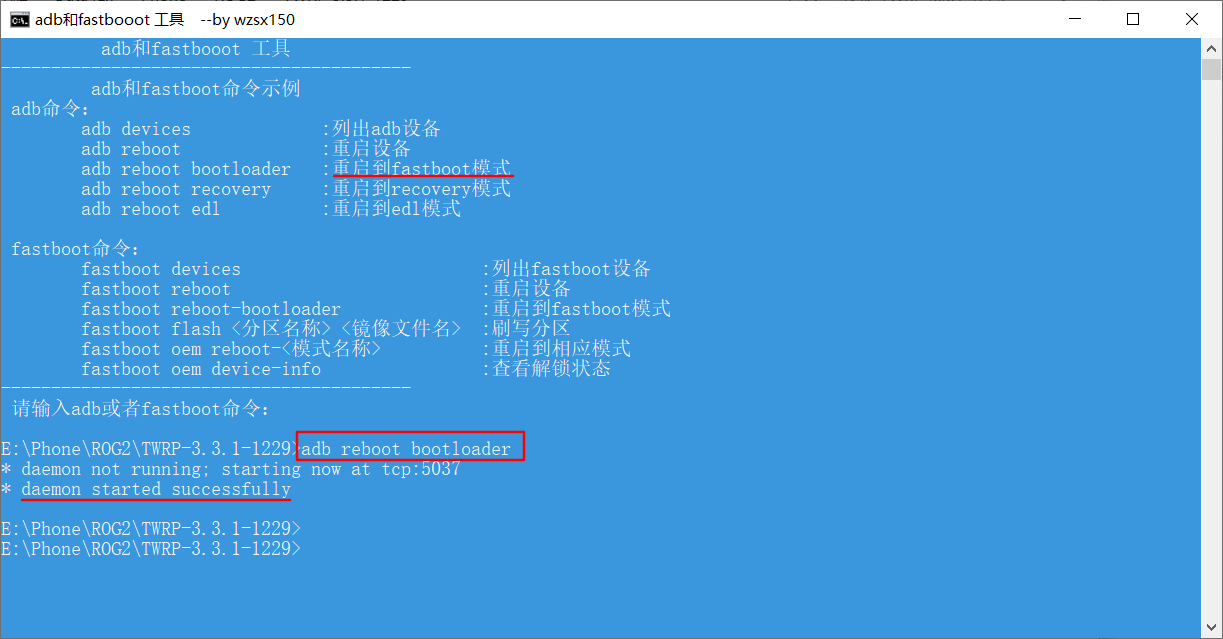 adb和fastbooot 工具 --by wzsx150
adb和fastbooot 工具
-----------------------------------------
adb和fastboot命令示例
adb命令:
adb devices :列出adb设备
adb reboot :重启设备
adb reboot bootloader :重启到fastboot模式
adb reboot recovery :重启到recovery模式
adb reboot edl :重启到edl模式
fastboot命令:
fastboot devices :列出fastboot设备
fastboot reboot :重启设备
fastboot reboot-bootloader :重启到fastboot模式
fastboot flash <分区名称> <镜像文件名> :刷写分区
fastboot oem reboot-<模式名称> :重启到相应模式
fastboot oem device-info :查看解锁状态
-----------------------------------------
请输入adb或者fastboot命令:
E:\Phone\ROG2\TWRP-3.3.1-1229>adb reboot bootloader
* daemon not running; starting now at tcp:5037
* daemon started successfully
E:\Phone\ROG2\TWRP-3.3.1-1229>
E:\Phone\ROG2\TWRP-3.3.1-1229>